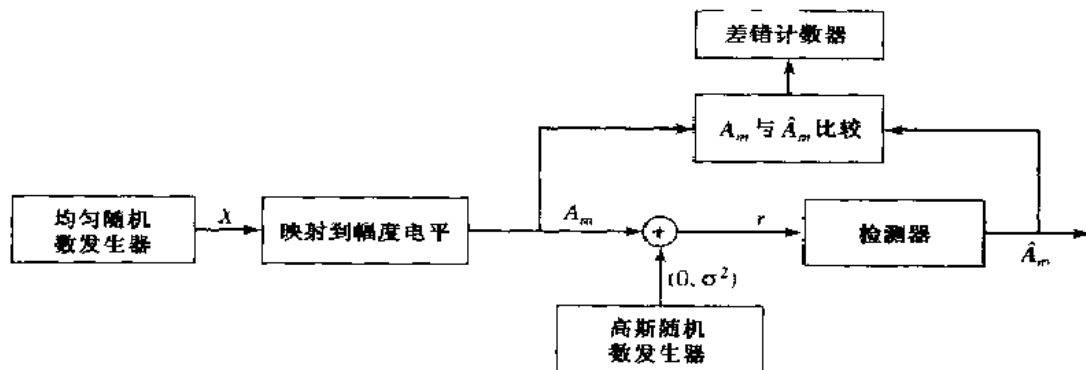 差错计数器
A_m 与 Â_m 比较
均匀随机
数发生器
X
映射到幅度电平
A_m
+
r
检测器
Â_m
(0, σ²)
高斯随机
数发生器